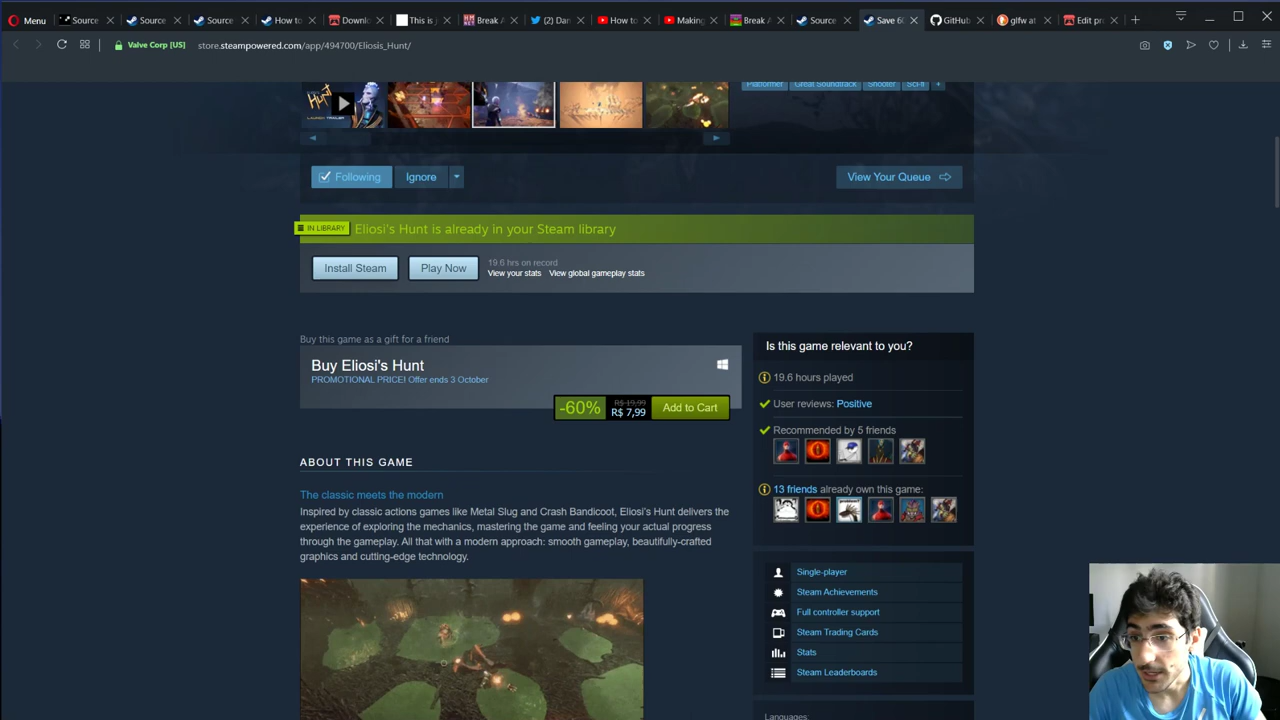 Menu Source Source Source How to Downlo This is j Break A (2) Dan How to Making Break A Source Save 60 GitHub glfw at Edit pro
Valve Corp [US] store.steampowered.com/app/494700/Eliosis_Hunt/
HUNT
LAUNCH TRAILER
Platformer Great Soundtrack Shooter Sci-fi +
Following Ignore View Your Queue
IN LIBRARY Eliosi's Hunt is already in your Steam library
Install Steam Play Now 19.6 hrs on record
View your stats View global gameplay stats
Buy this game as a gift for a friend
Buy Eliosi's Hunt
PROMOTIONAL PRICE! Offer ends 3 October
-60% R$ 19,99 R$ 7,99 Add to Cart
Is this game relevant to you?
19.6 hours played
User reviews: Positive
Recommended by 5 friends
13 friends already own this game:
ABOUT THIS GAME
The classic meets the modern
Inspired by classic actions games like Metal Slug and Crash Bandicoot, Eliosi's Hunt delivers the
experience of exploring the mechanics, mastering the game and feeling your actual progress
through the gameplay. All that with a modern approach: smooth gameplay, beautifully-crafted
graphics and cutting-edge technology.
Single-player
Steam Achievements
Full controller support
Steam Trading Cards
Stats
Steam Leaderboards
Languages: